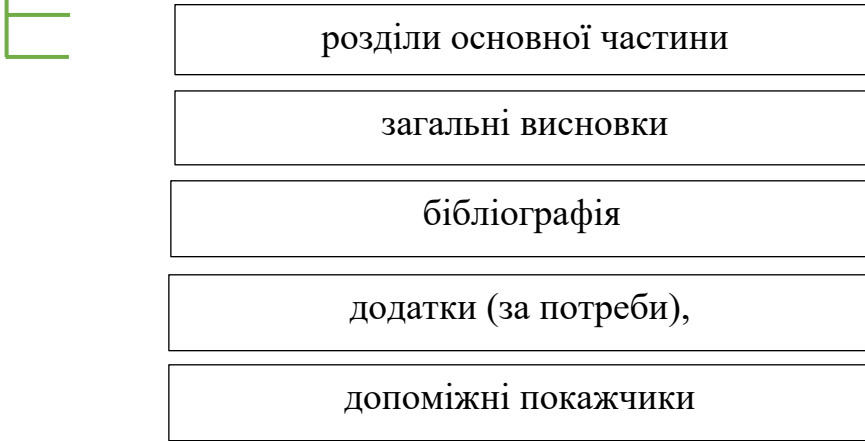 розділи основної частини
загальні висновки
бібліографія
додатки (за потреби),
допоміжні покажчики